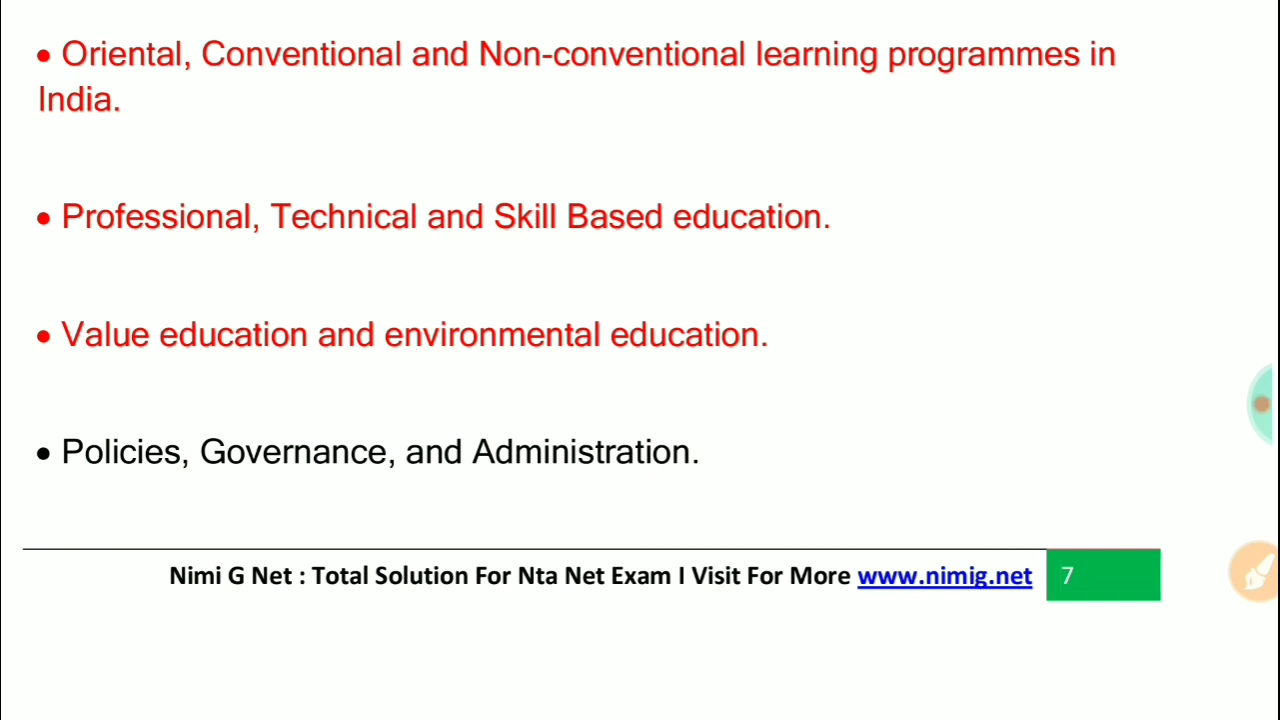 • Oriental, Conventional and Non-conventional learning programmes in
India.
• Professional, Technical and Skill Based education.
• Value education and environmental education.
• Policies, Governance, and Administration.
Nimi G Net : Total Solution For Nta Net Exam I Visit For More www.nimig.net 7